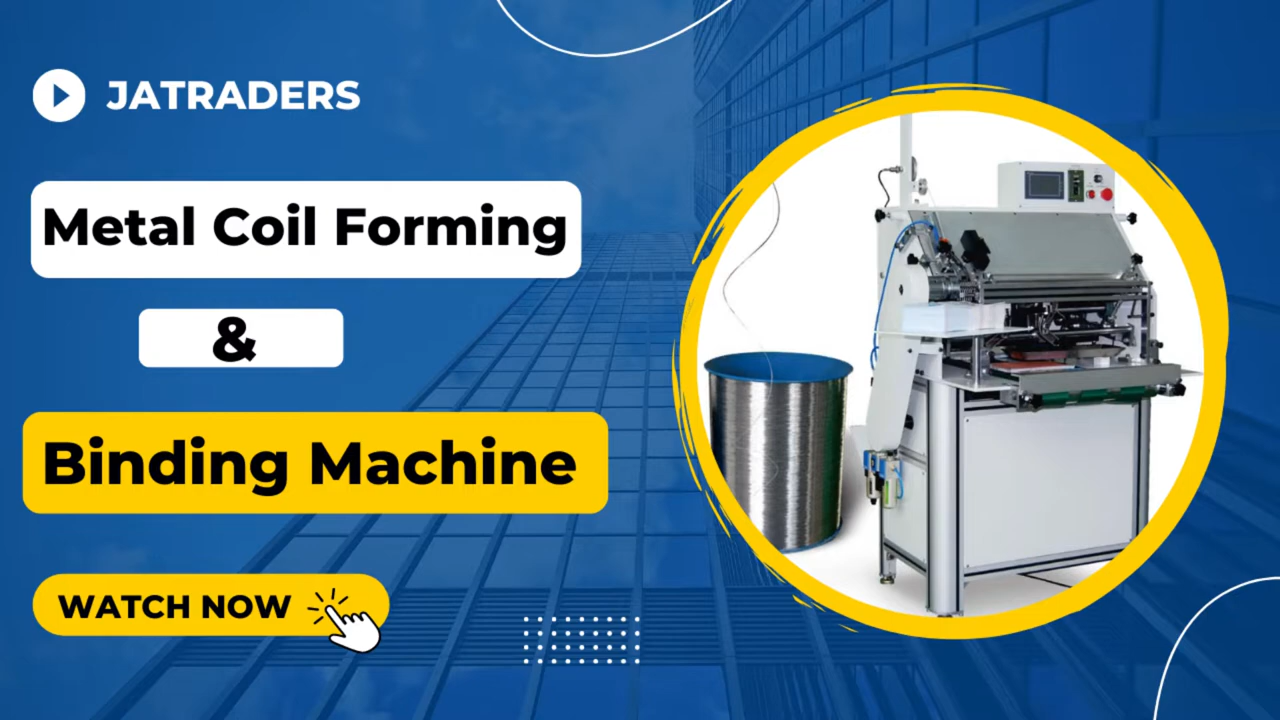 JATRADERS
Metal Coil Forming
&
Binding Machine
WATCH NOW